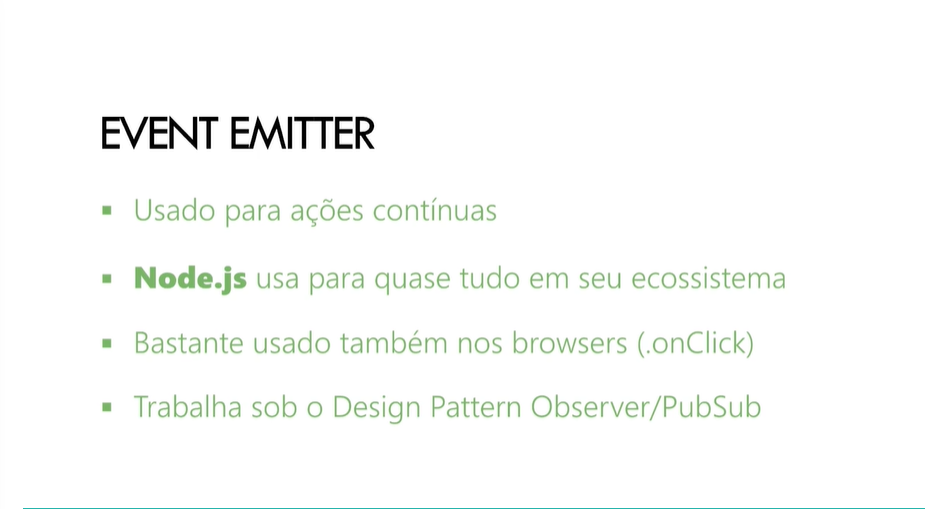 EVENT EMITTER
▪ Usado para ações contínuas
▪ Node.js usa para quase tudo em seu ecossistema
▪ Bastante usado também nos browsers (.onClick)
▪ Trabalha sob o Design Pattern Observer/PubSub